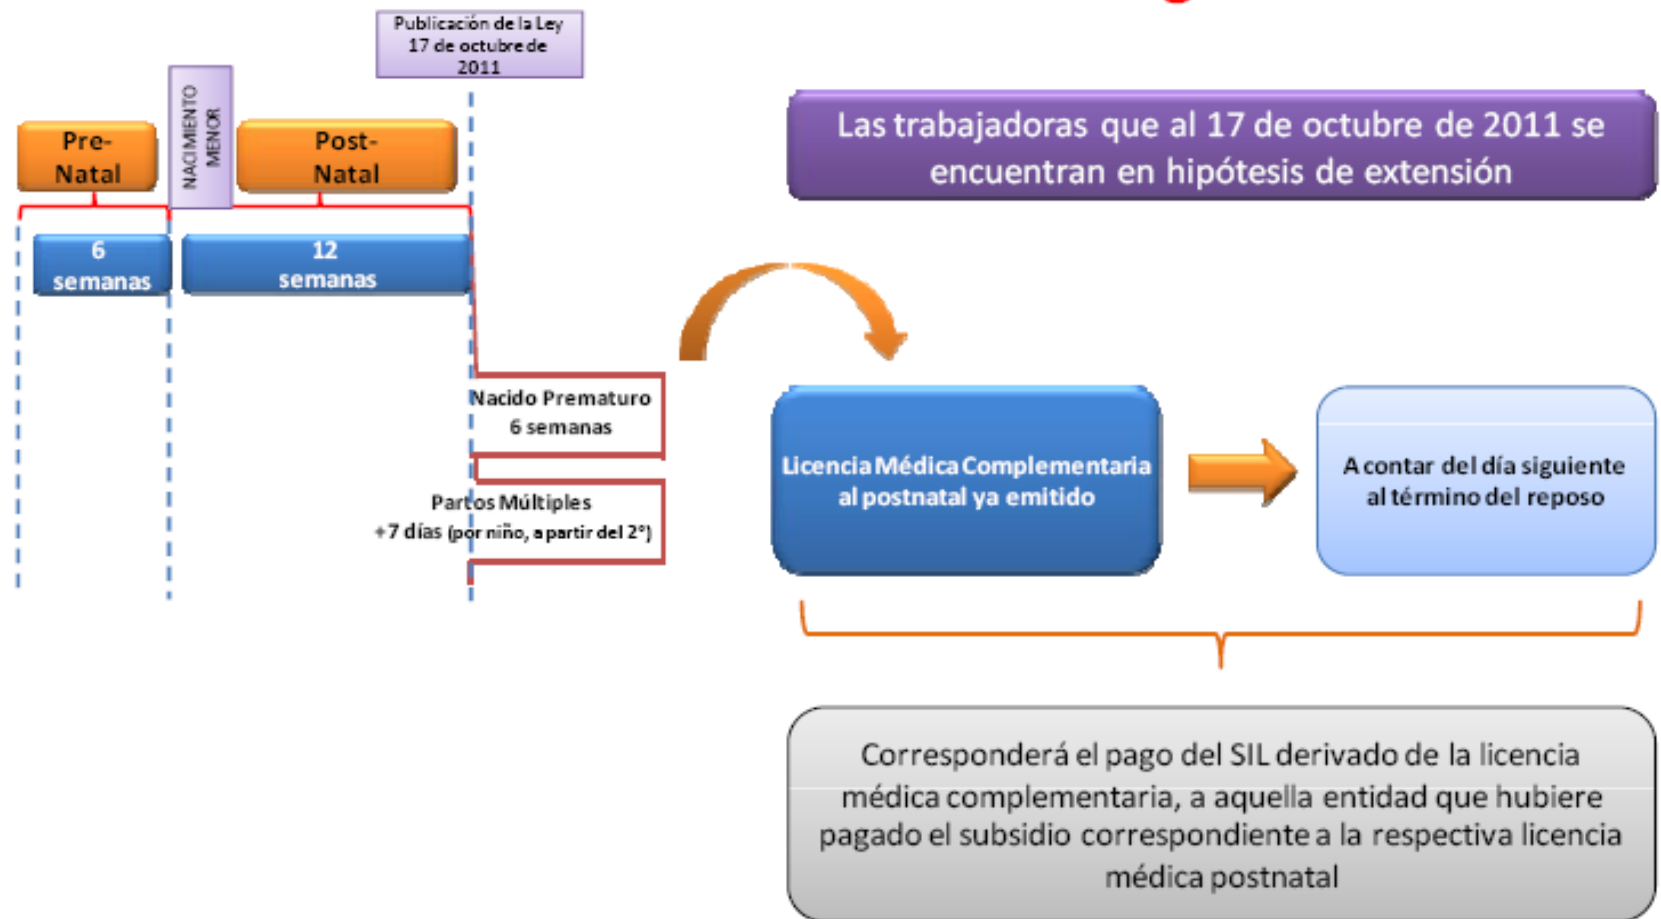 Publicación de la Ley
17 de octubre de
2011
NACIMIENTO
MENOR
Pre-
Natal
Post-
Natal
6
semanas
12
semanas
Nacido Prematuro
6 semanas
Partos Múltiples
+7 días (por niño, a partir del 2°)
Las trabajadoras que al 17 de octubre de 2011 se
encuentran en hipótesis de extensión
Licencia Médica Complementaria
al postnatal ya emitido
A contar del día siguiente
al término del reposo
Corresponderá el pago del SIL derivado de la licencia
médica complementaria, a aquella entidad que hubiere
pagado el subsidio correspondiente a la respectiva licencia
médica postnatal